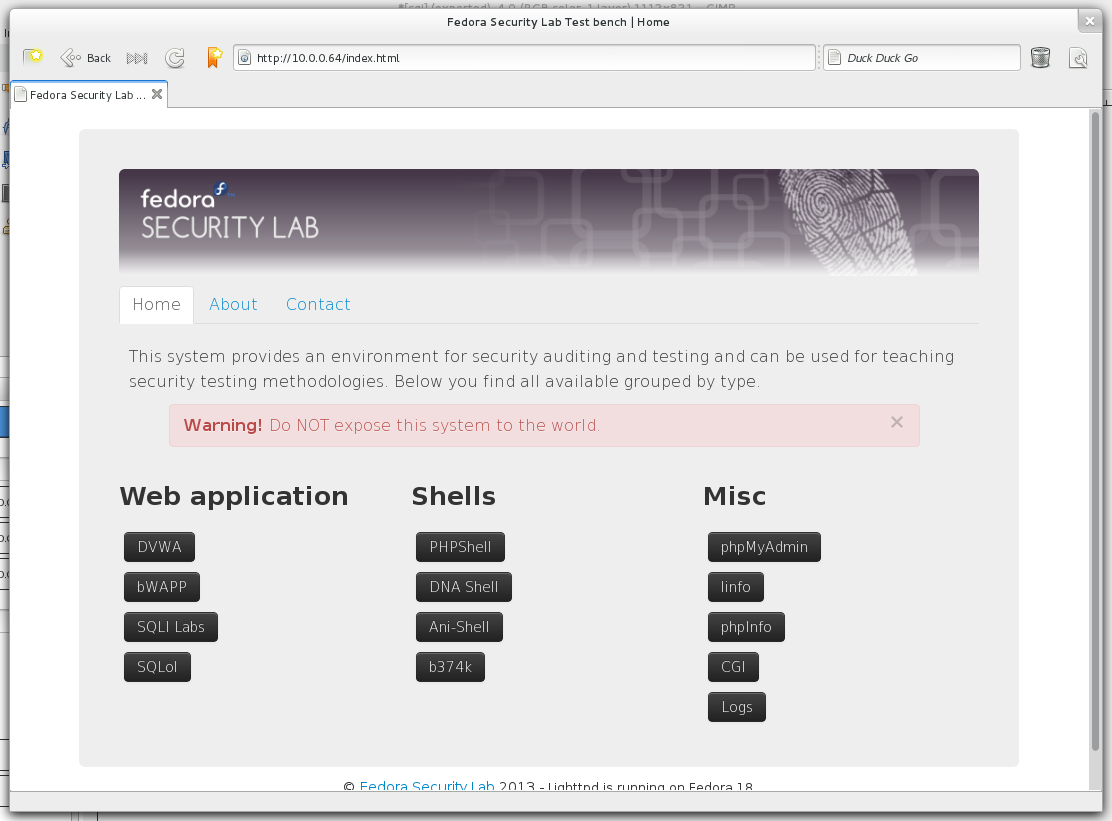 Fedora Security Lab Test bench | Home
Back
http://10.0.0.64/index.html
Duck Duck Go
Fedora Security Lab ...
fedora
SECURITY LAB
Home About Contact
This system provides an environment for security auditing and testing and can be used for teaching
security testing methodologies. Below you find all available grouped by type.
Warning! Do NOT expose this system to the world.
Web application
DVWA
bWAPP
SQLI Labs
SQLol
Shells
PHPShell
DNA Shell
Ani-Shell
b374k
Misc
phpMyAdmin
linfo
phpInfo
CGI
Logs
© Fedora Security Lab 2013 - Lighttpd is running on Fedora 18